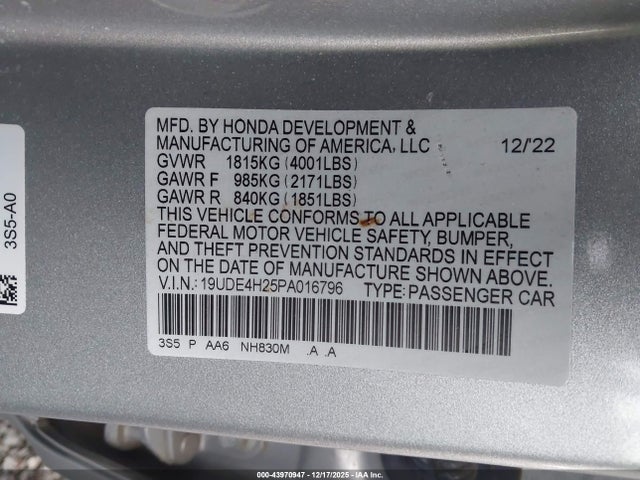 MFD. BY HONDA DEVELOPMENT &
MANUFACTURING OF AMERICA, LLC 12/'22
GVWR 1815KG (4001LBS)
GAWR F 985KG (2171LBS)
GAWR R 840KG (1851LBS)
THIS VEHICLE CONFORMS TO ALL APPLICABLE
FEDERAL MOTOR VEHICLE SAFETY, BUMPER,
AND THEFT PREVENTION STANDARDS IN EFFECT
ON THE DATE OF MANUFACTURE SHOWN ABOVE.
V.I.N.: 19UDE4H25PA016796 TYPE: PASSENGER CAR
3S5 P AA6 NH830M .A .A
3S5-A0
000-43970947 - 12/17/2025 - IAA Inc.